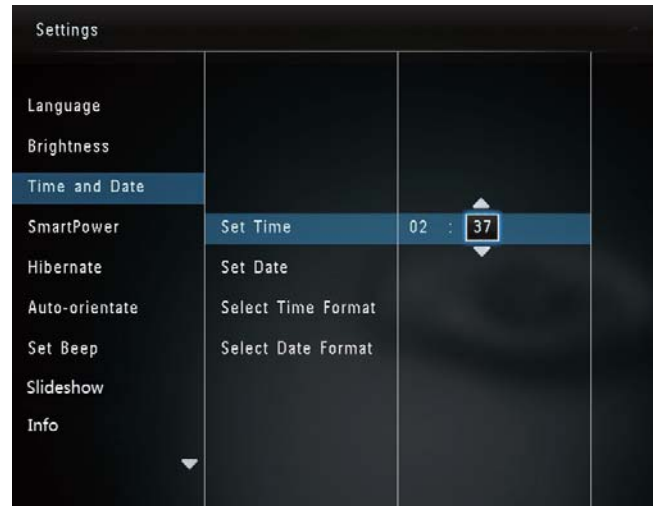 Settings
Language
Brightness
Time and Date
SmartPower
Hibernate
Auto-orientate
Set Beep
Slideshow
Info
Set Time
Set Date
Select Time Format
Select Date Format
02 : 37